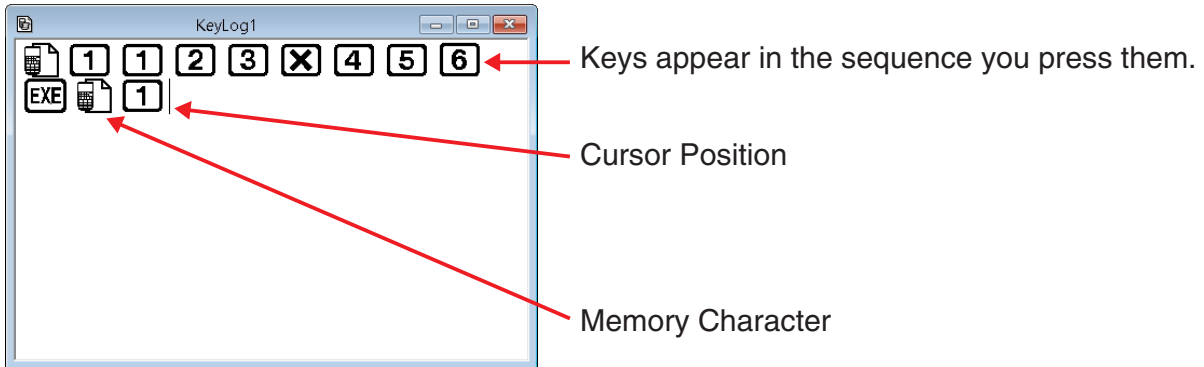 KeyLog1
1 1 2 3 × 4 5 6
Keys appear in the sequence you press them.
EXE 1
Cursor Position
Memory Character